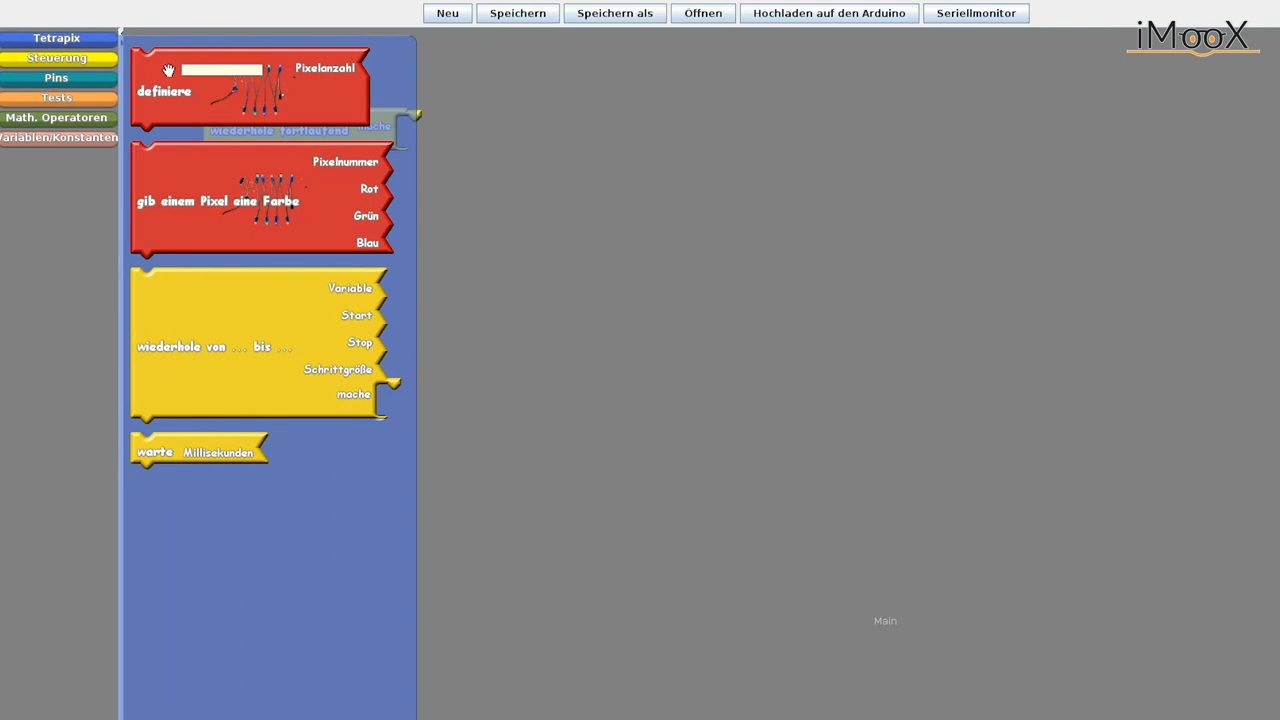 Neu Speichern Speichern als Öffnen Hochladen auf den Arduino Seriellmonitor
iMooX
Tetrapix
Steuerung
Pins
Tests
Math. Operatoren
Variablen/Konstanten
Pixelanzahl
definiere
wiederhole fortlaufend mache
Pixelnummer
Rot
gib einem Pixel eine Farbe
Grün
Blau
Variable
Start
wiederhole von ... bis ...
Stop
Schrittgröße
mache
warte Millisekunden
Main